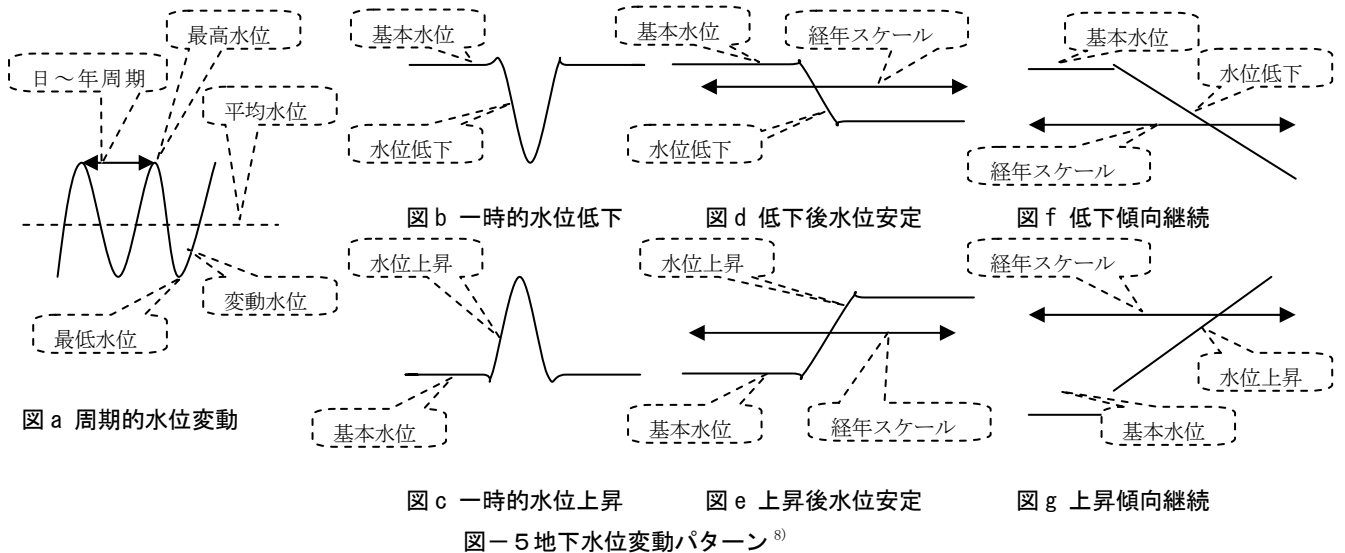 最高水位
日～年周期
平均水位
変動水位
最低水位
図a 周期的水位変動
基本水位
水位低下
図b 一時的水位低下
基本水位
経年スケール
水位低下
図d 低下後水位安定
基本水位
水位低下
経年スケール
図f 低下傾向継続
水位上昇
基本水位
図c 一時的水位上昇
水位上昇
基本水位
経年スケール
図e 上昇後水位安定
経年スケール
水位上昇
基本水位
図g 上昇傾向継続
図－５地下水位変動パターン 8)